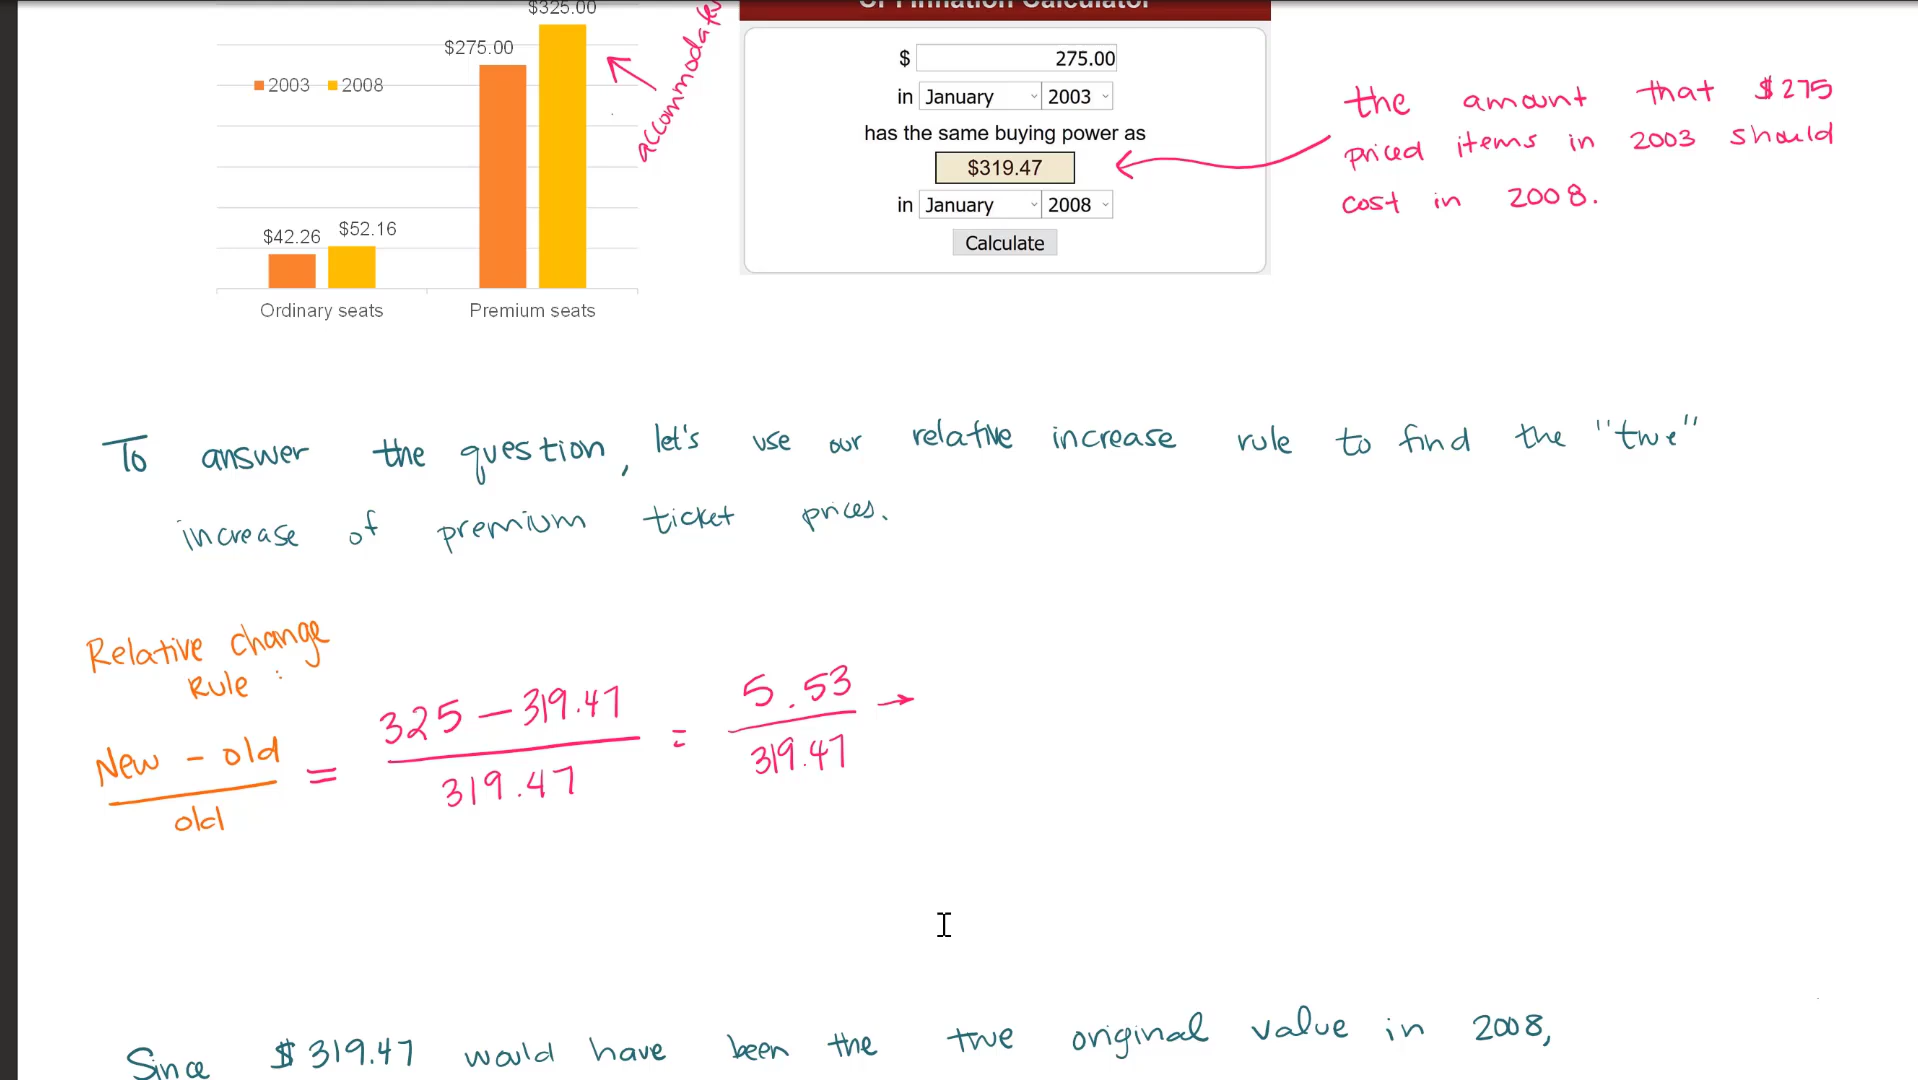 $325.00
$275.00
2003 2008
$42.26 $52.16
Ordinary seats Premium seats
CPI Inflation Calculator
$ 275.00
in January 2003
has the same buying power as
$319.47
in January 2008
Calculate
the amount that $275
priced items in 2003 should
cost in 2008.
To answer the question, let's use our relative increase rule to find the "true"
increase of premium ticket prices.
Relative change
Rule:
New - old
old
= 325 - 319.47
319.47
= 5.53
319.47
→
Since $319.47 would have been the true original value in 2008,